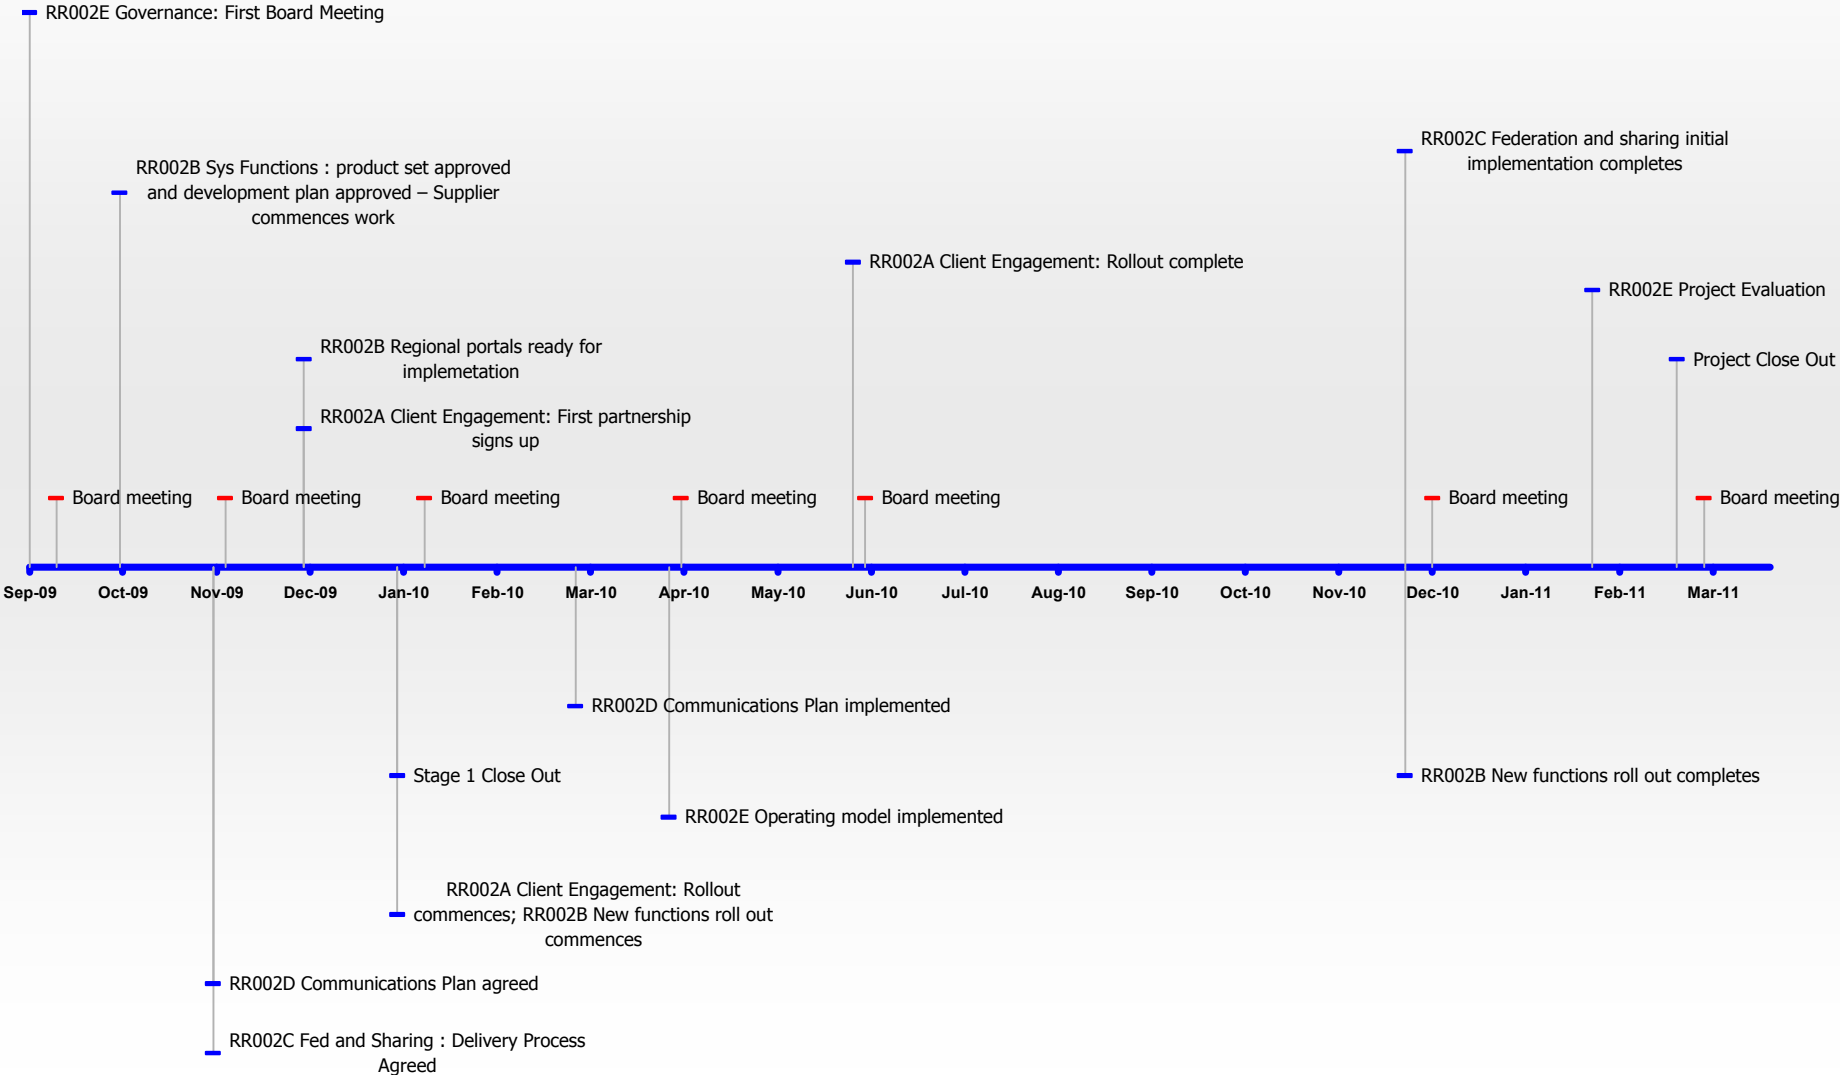 RR002E Governance: First Board Meeting
RR002C Federation and sharing initial
implementation completes
RR002B Sys Functions : product set approved
and development plan approved – Supplier
commences work
RR002A Client Engagement: Rollout complete
RR002E Project Evaluation
RR002B Regional portals ready for
implemetation
Project Close Out
RR002A Client Engagement: First partnership
signs up
Board meeting
Board meeting
Board meeting
Board meeting
Board meeting
Board meeting
Board meeting
Sep-09
Oct-09
Nov-09
Dec-09
Jan-10
Feb-10
Mar-10
Apr-10
May-10
Jun-10
Jul-10
Aug-10
Sep-10
Oct-10
Nov-10
Dec-10
Jan-11
Feb-11
Mar-11
RR002D Communications Plan implemented
Stage 1 Close Out
RR002B New functions roll out completes
RR002E Operating model implemented
RR002A Client Engagement: Rollout
commences; RR002B New functions roll out
commences
RR002D Communications Plan agreed
RR002C Fed and Sharing : Delivery Process
Agreed